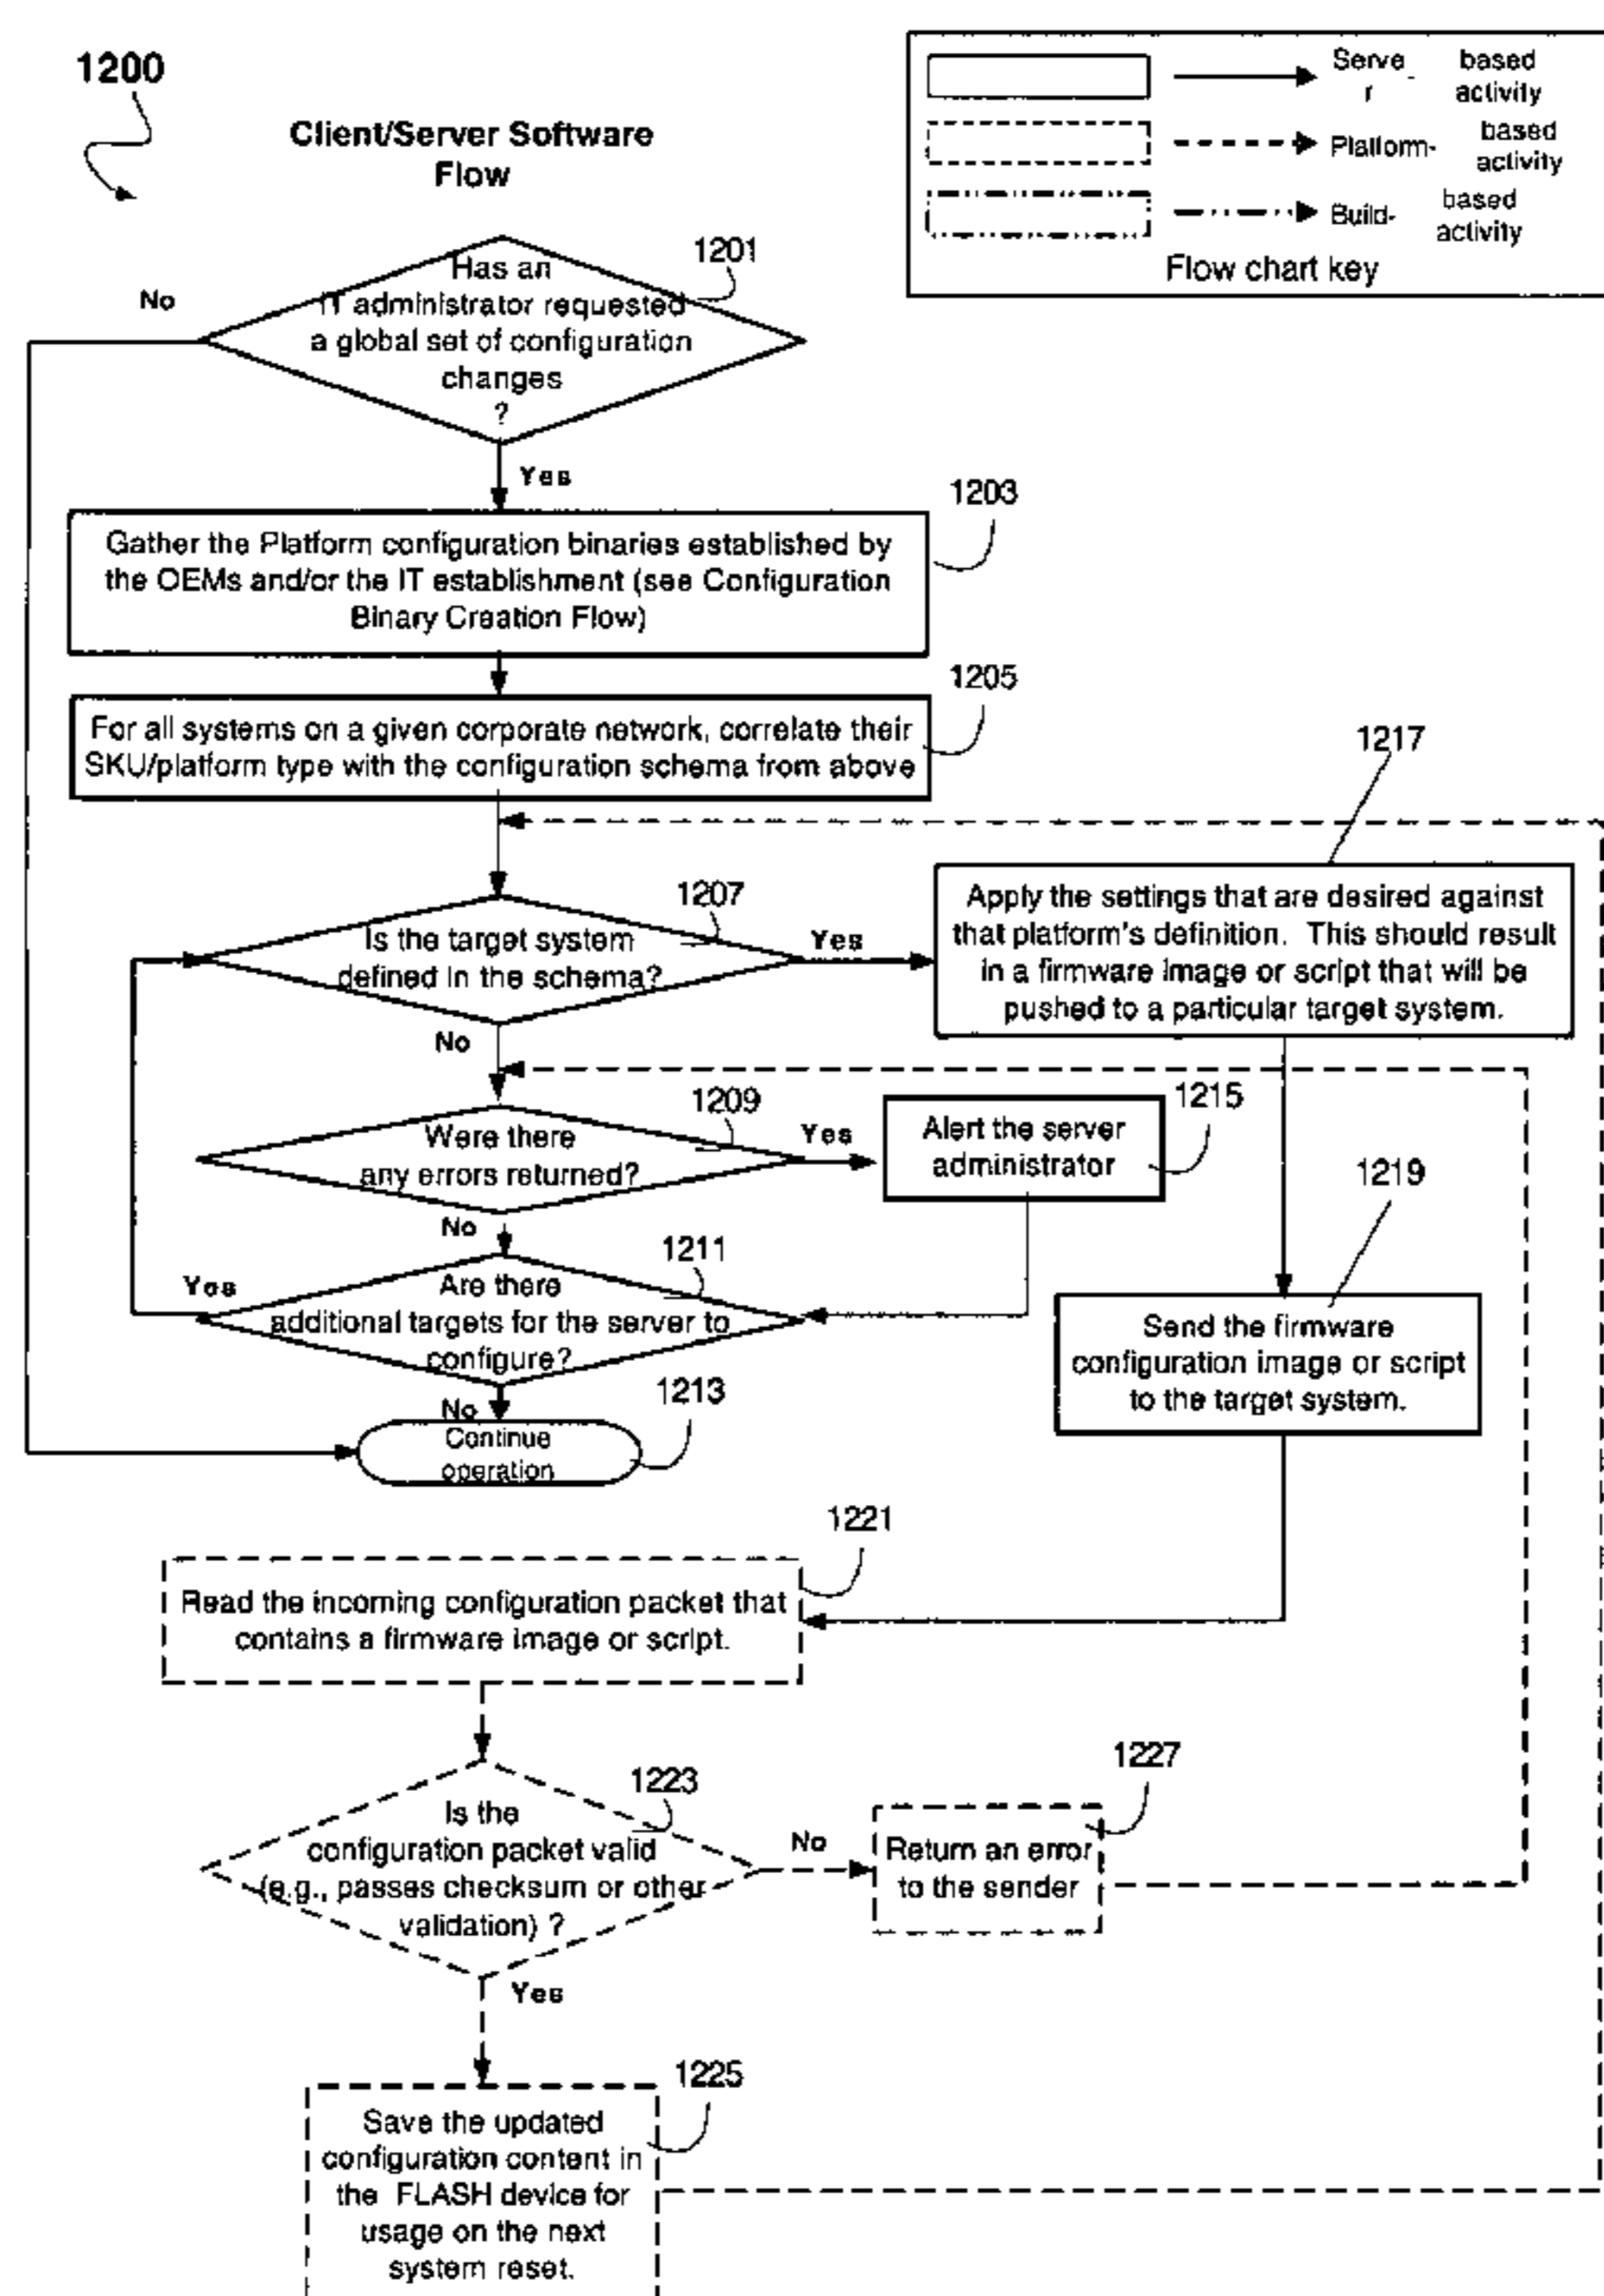 1200
Client/Server Software
Flow
Serve
-
r
based
activity
Platform-
based
activity
Build-
based
activity
Flow chart key
1201
Has an
IT administrator requested
a global set of configuration
changes
?
No
Yes
1203
Gather the Platform configuration binaries established by
the OEMs and/or the IT establishment (see Configuration
Binary Creation Flow)
1205
For all systems on a given corporate network, correlate their
SKU/platform type with the configuration schema from above
1217
Apply the settings that are desired against
that platform's definition. This should result
in a firmware image or script that will be
pushed to a particular target system.
1207
Is the target system
defined in the schema?
Yes
No
1209
Were there
any errors returned?
Yes
No
1215
Alert the server
administrator
1219
Send the firmware
configuration image or script
to the target system.
1211
Are there
additional targets for the server to
configure?
Yes
No
1213
Continue
operation
1221
Read the incoming configuration packet that
contains a firmware image or script.
1223
Is the
configuration packet valid
(e.g., passes checksum or other
validation) ?
No
Yes
1227
Return an error
to the sender
1225
Save the updated
configuration content in
the FLASH device for
usage on the next
system reset.